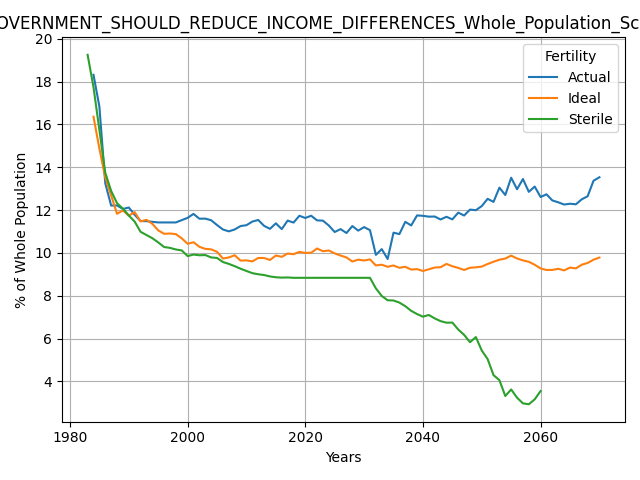 OVERNMENT_SHOULD_REDUCE_INCOME_DIFFERENCES_Whole_Population_Sc
Fertility
Actual
Ideal
Sterile
% of Whole Population
20
18
16
14
12
10
8
6
4
1980
2000
2020
2040
2060
Years